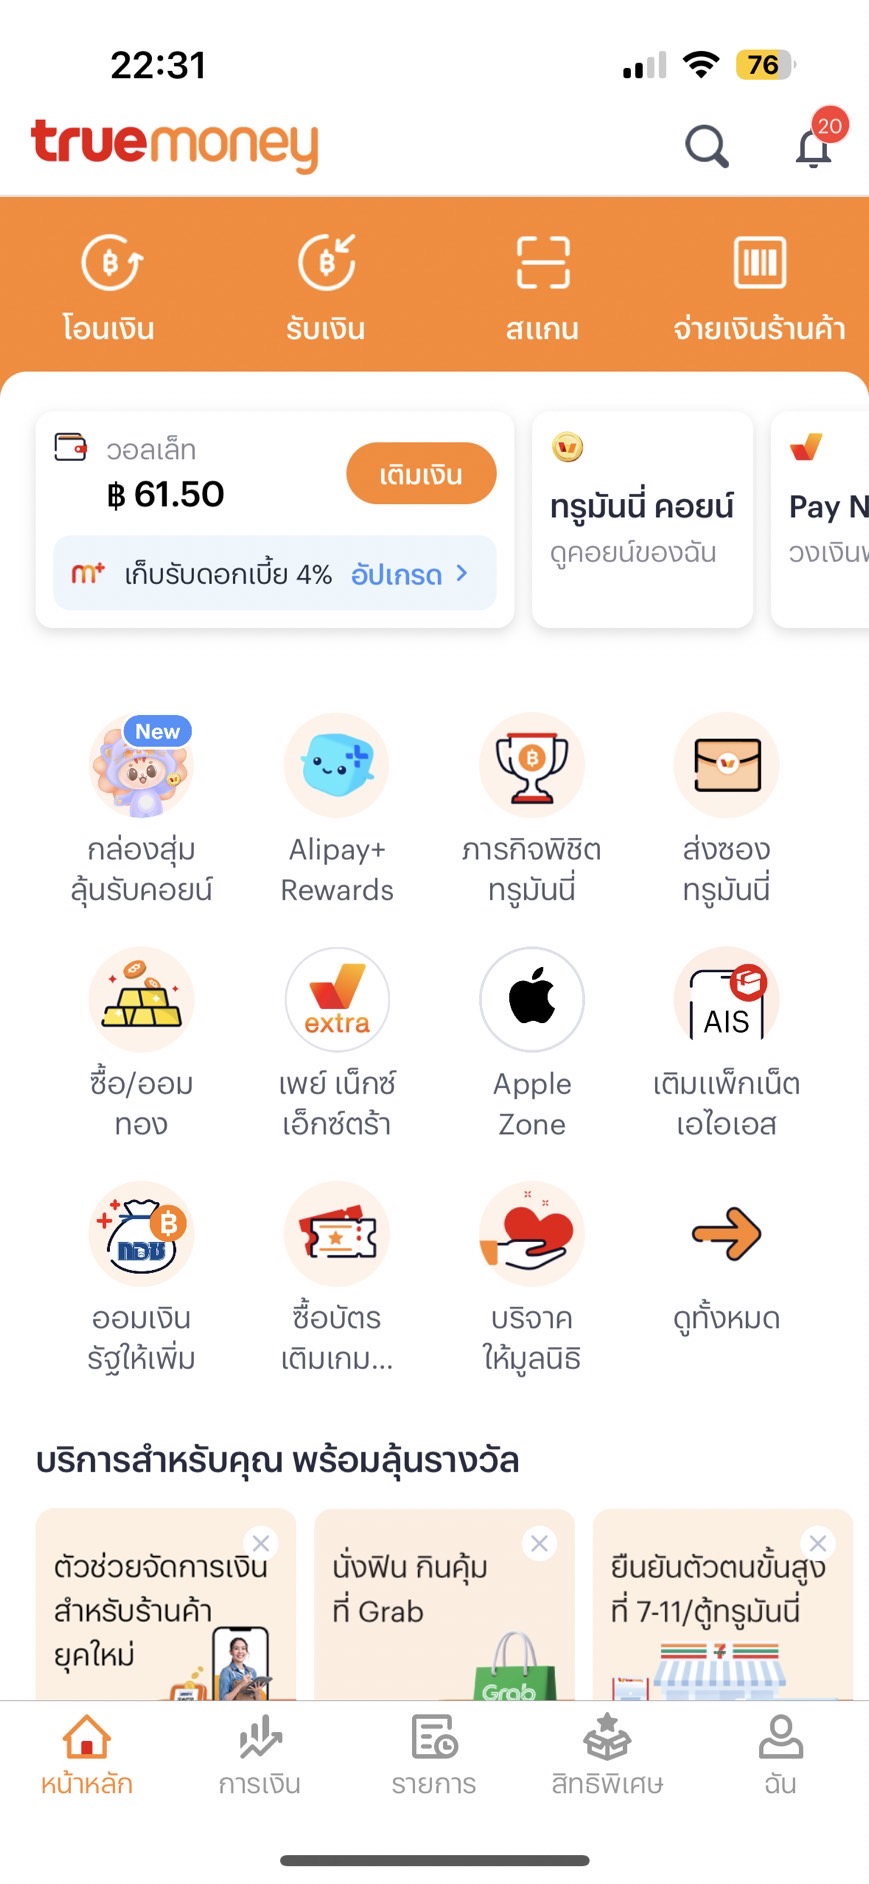 22:31
76
truemoney
20
โอนเงิน
รับเงิน
สแกน
จ่ายเงินร้านค้า
วอลเล็ท
฿ 61.50
เติมเงิน
m+ เก็บรับดอกเบี้ย 4% อัปเกรด
ทรูมันนี่ คอยน์
ดูคอยน์ของฉัน
Pay N
วงเงินพ
New
กล่องสุ่ม
ลุ้นรับคอยน์
Alipay+
Rewards
ภารกิจพิชิต
ทรูมันนี่
ส่งซอง
ทรูมันนี่
ซื้อ/ออม
ทอง
extra
เพย์ เน็กซ์
เอ็กซ์ตร้า
Apple
Zone
AIS
เติมแพ็กเน็ต
เอไอเอส
กอช
ออมเงิน
รัฐให้เพิ่ม
ซื้อบัตร
เติมเกม...
บริจาค
ให้มูลนิธิ
ดูทั้งหมด
บริการสำหรับคุณ พร้อมลุ้นรางวัล
ตัวช่วยจัดการเงิน
สำหรับร้านค้า
ยุคใหม่
นั่งฟิน กินคุ้ม
ที่ Grab
Grab
ยืนยันตัวตนขั้นสูง
ที่ 7-11/ตู้ทรูมันนี่
7
หน้าหลัก
การเงิน
รายการ
สิทธิพิเศษ
ฉัน